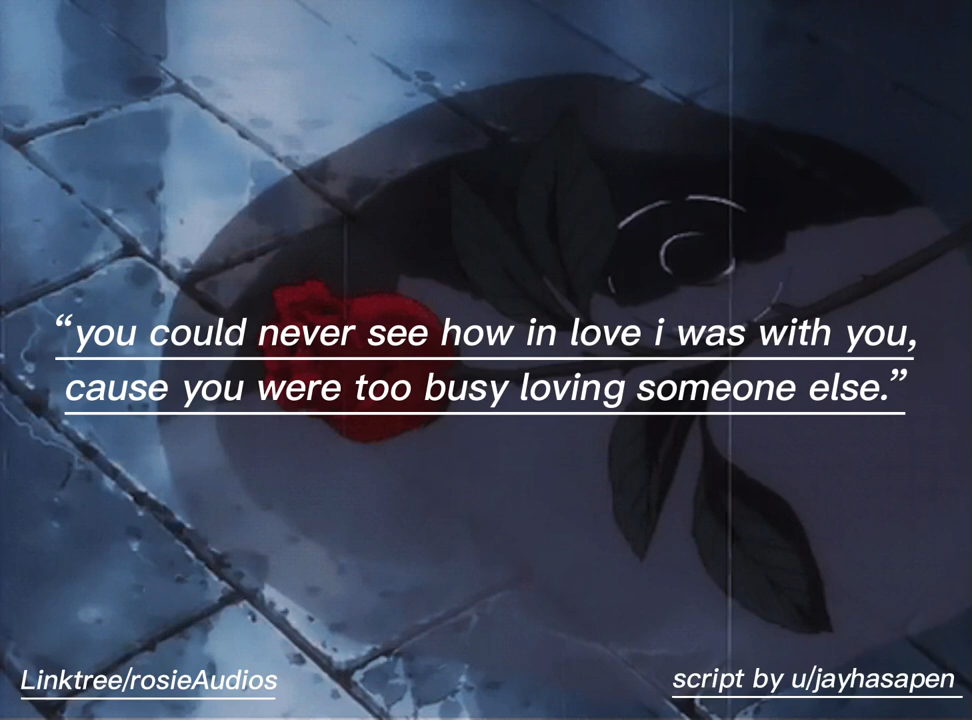 “you could never see how in love i was with you,
cause you were too busy loving someone else.”
Linktree/rosieAudios
script by u/jayhasapen